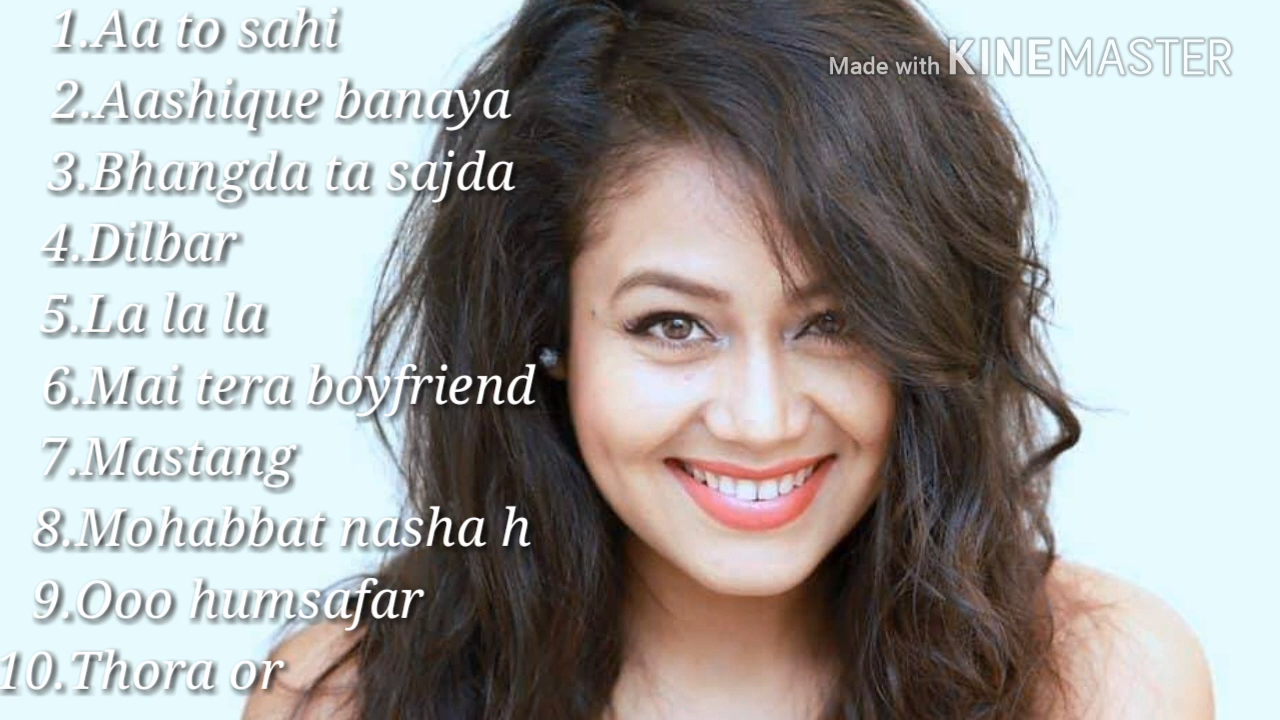 1.Aa to sahi
Made with KINEMASTER
2.Aashique banaya
3.Bhangda ta sajda
4.Dilbar
5.La la la
6.Mai tera boyfriend
7.Mastang
8.Mohabbat nasha h
9.Ooo humsafar
10.Thora or